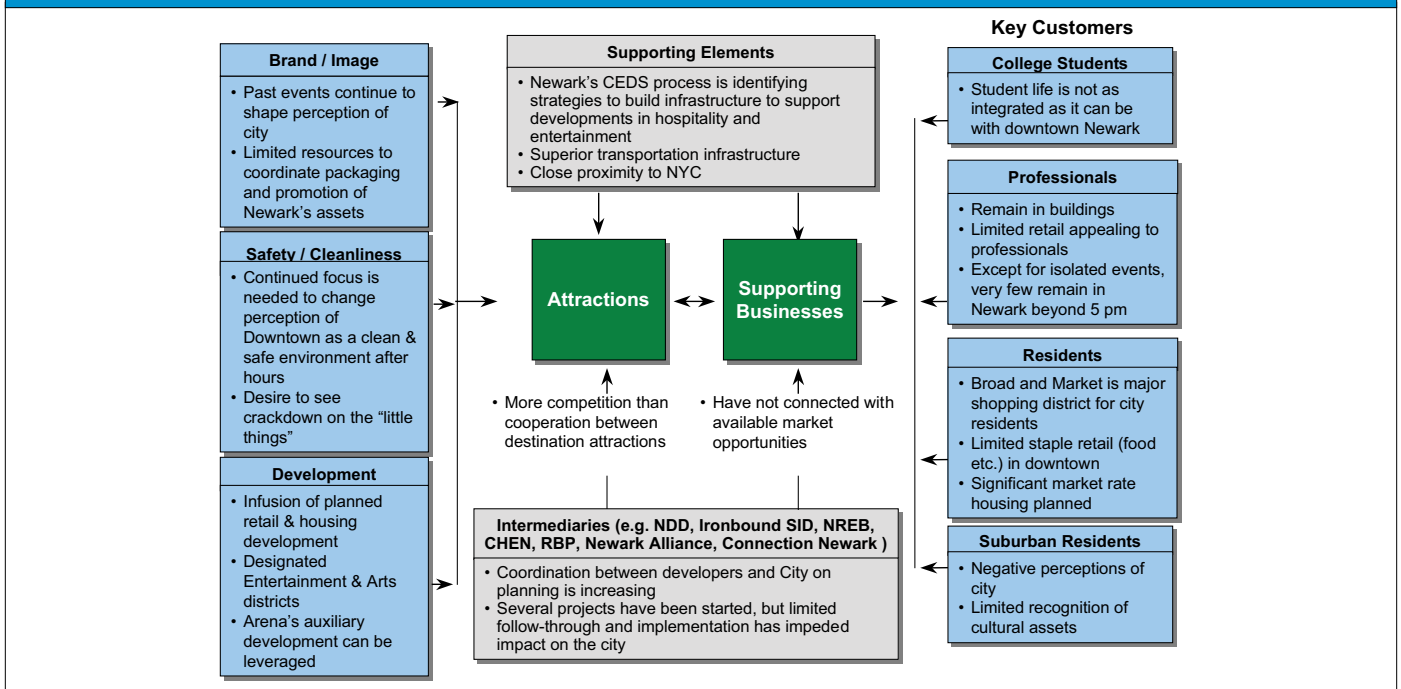 Brand / Image
• Past events continue to
shape perception of
city
• Limited resources to
coordinate packaging
and promotion of
Newark's assets
Safety / Cleanliness
• Continued focus is
needed to change
perception of
Downtown as a clean &
safe environment after
hours
• Desire to see
crackdown on the “little
things”
Development
• Infusion of planned
retail & housing
development
• Designated
Entertainment & Arts
districts
• Arena's auxiliary
development can be
leveraged
Supporting Elements
• Newark's CEDS process is identifying
strategies to build infrastructure to support
developments in hospitality and
entertainment
• Superior transportation infrastructure
• Close proximity to NYC
Attractions
Supporting
Businesses
• More competition than
cooperation between
destination attractions
• Have not connected with
available market
opportunities
Intermediaries (e.g. NDD, Ironbound SID, NREB,
CHEN, RBP, Newark Alliance, Connection Newark )
• Coordination between developers and City on
planning is increasing
• Several projects have been started, but limited
follow-through and implementation has impeded
impact on the city
Key Customers
College Students
• Student life is not as
integrated as it can be
with downtown Newark
Professionals
• Remain in buildings
• Limited retail appealing to
professionals
• Except for isolated events,
very few remain in
Newark beyond 5 pm
Residents
• Broad and Market is major
shopping district for city
residents
• Limited staple retail (food
etc.) in downtown
• Significant market rate
housing planned
Suburban Residents
• Negative perceptions of
city
• Limited recognition of
cultural assets